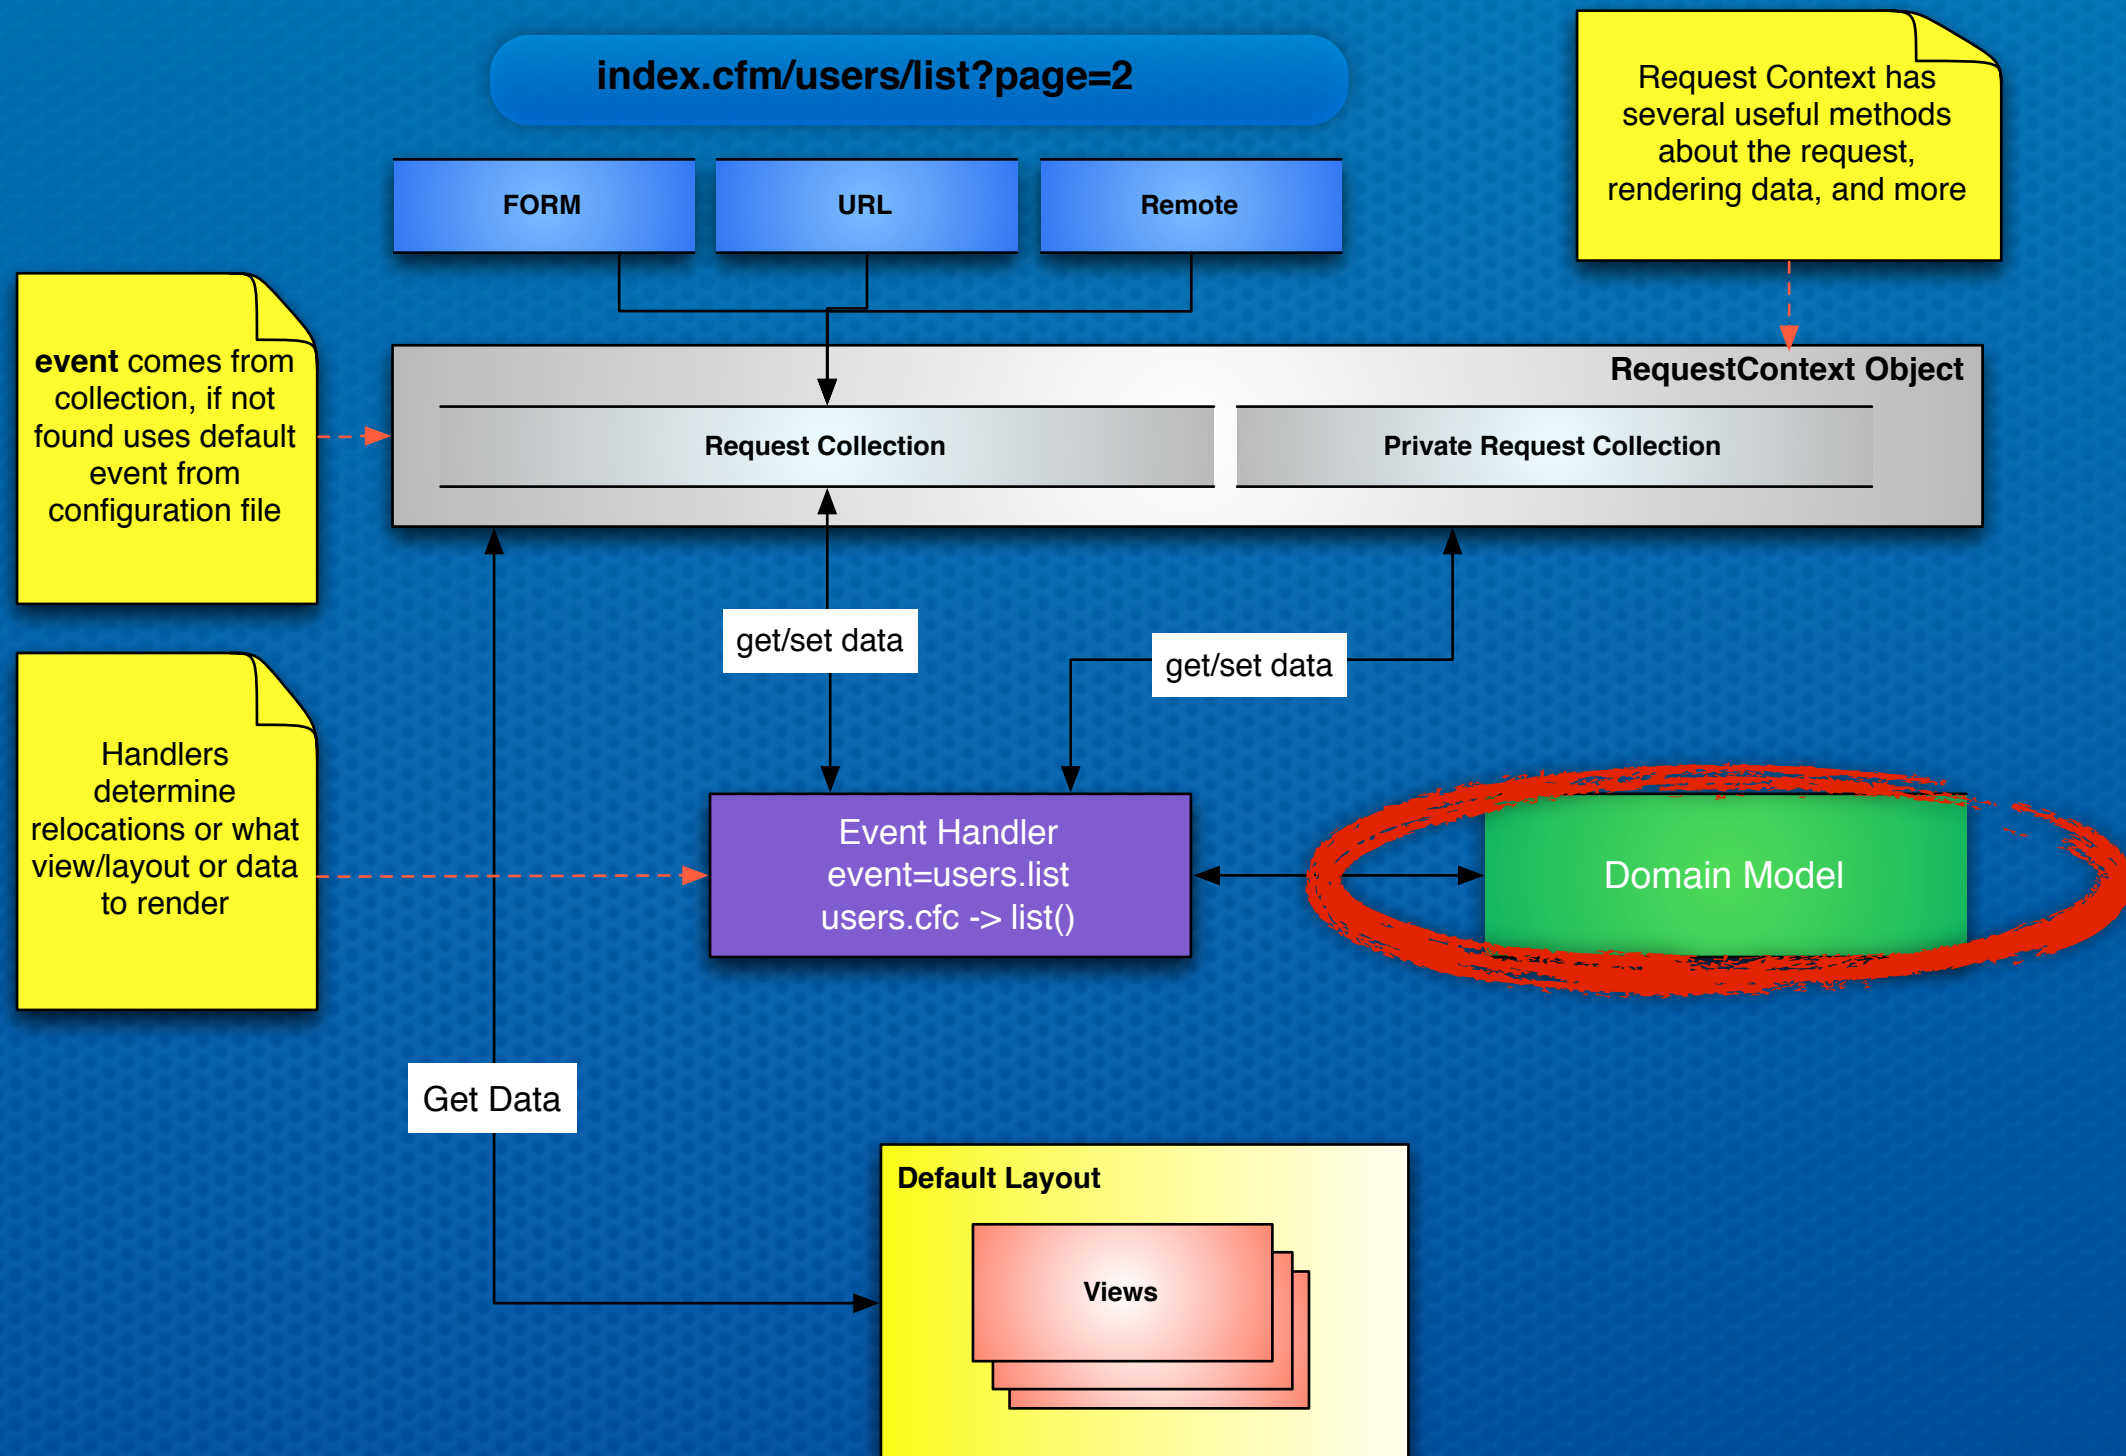 index.cfm/users/list?page=2
Request Context has
several useful methods
about the request,
rendering data, and more
FORM
URL
Remote
event comes from
collection, if not
found uses default
event from
configuration file
RequestContext Object
Request Collection
Private Request Collection
get/set data
get/set data
Handlers
determine
relocations or what
view/layout or data
to render
Event Handler
event=users.list
users.cfc -> list()
Domain Model
Get Data
Default Layout
Views